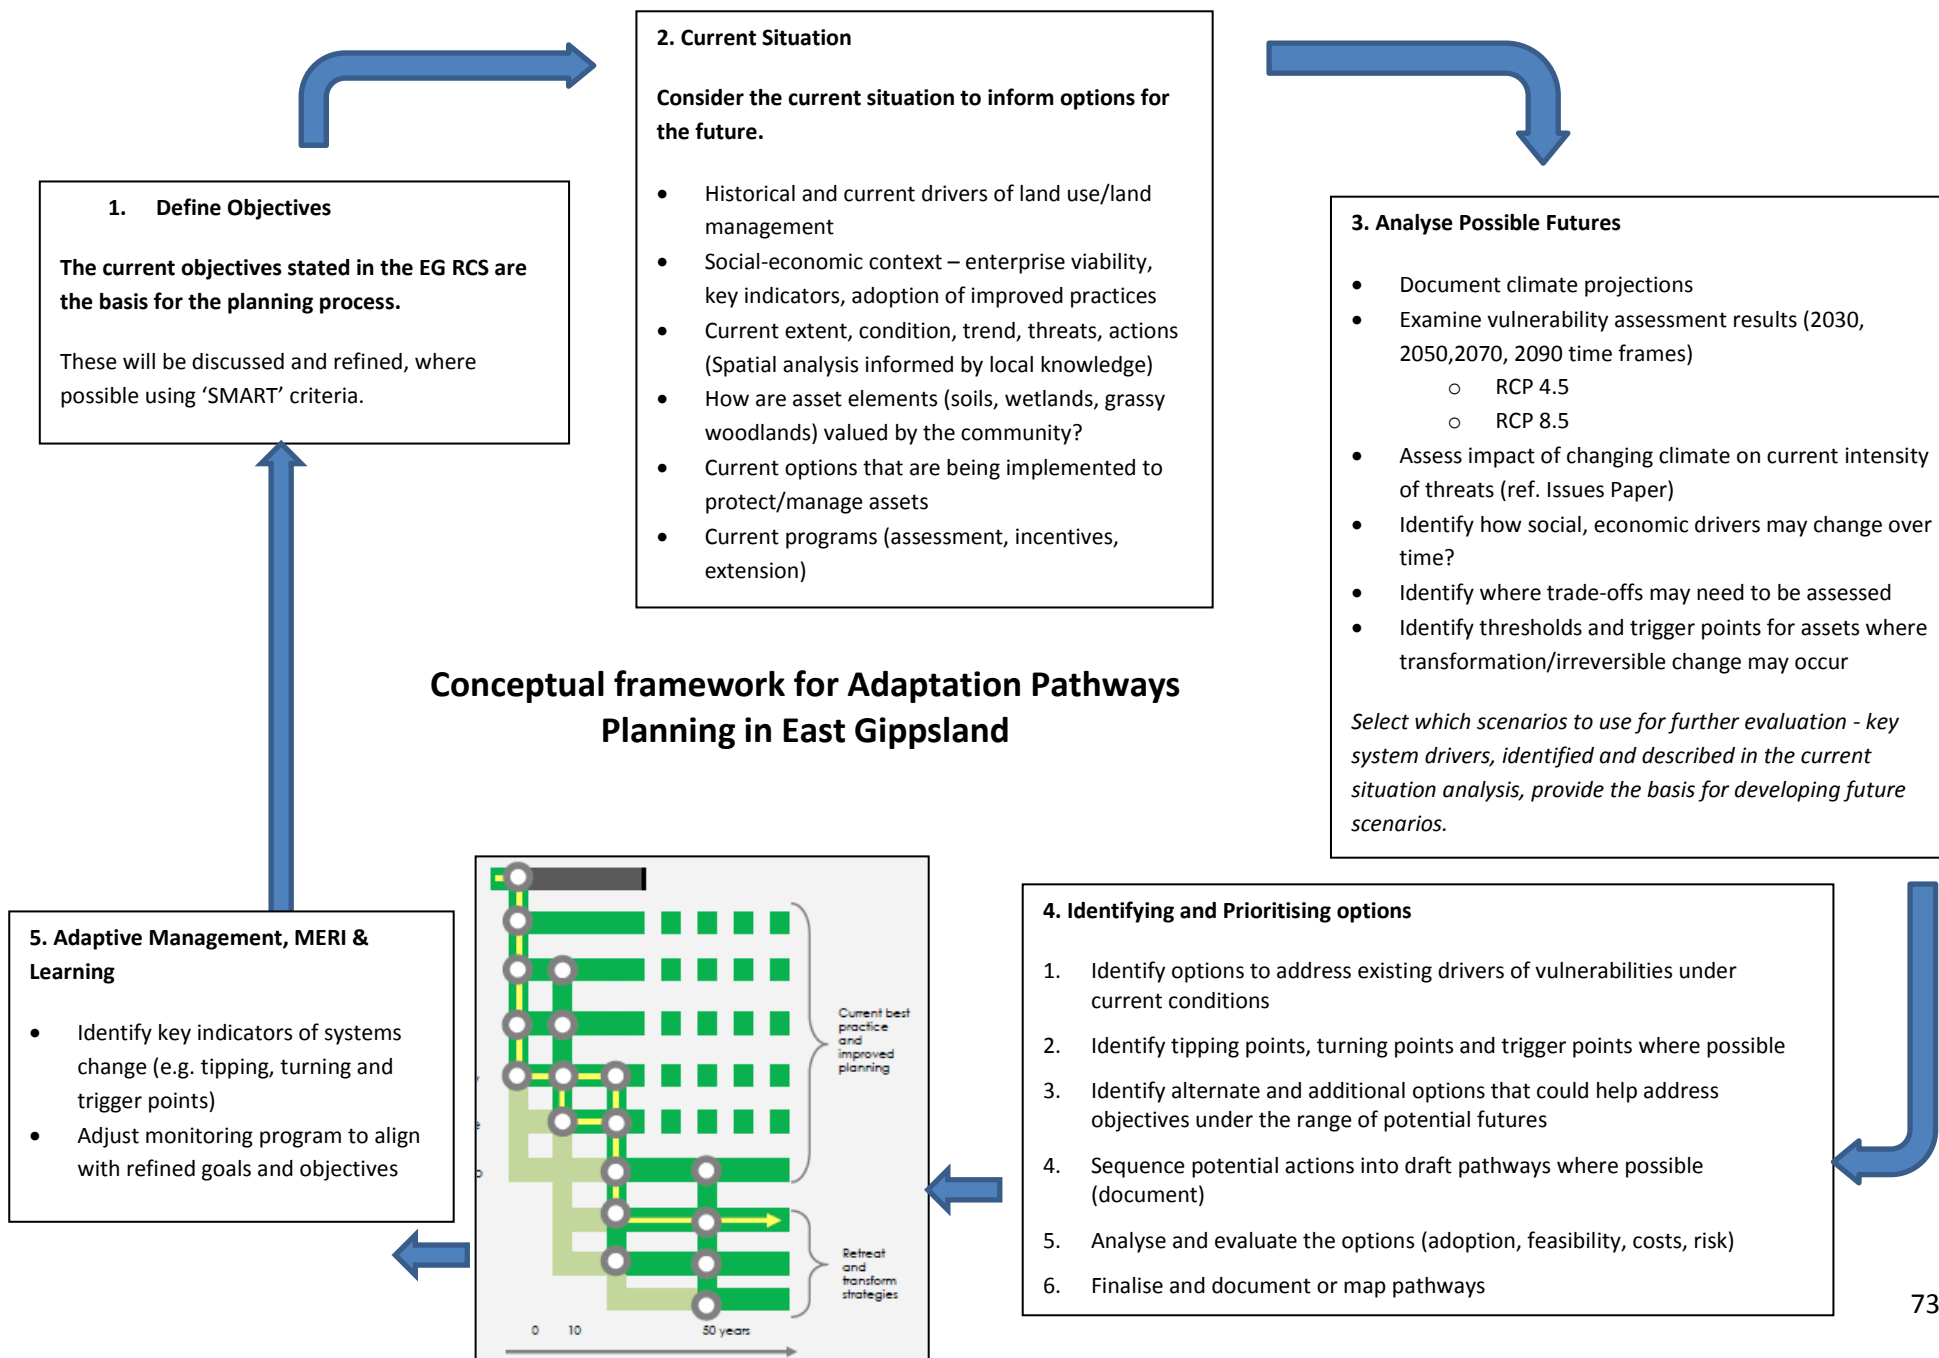 1. Define Objectives
The current objectives stated in the EG RCS are
the basis for the planning process.
These will be discussed and refined, where
possible using ‘SMART’ criteria.
2. Current Situation
Consider the current situation to inform options for
the future.
• Historical and current drivers of land use/land
management
• Social-economic context – enterprise viability,
key indicators, adoption of improved practices
• Current extent, condition, trend, threats, actions
(Spatial analysis informed by local knowledge)
• How are asset elements (soils, wetlands, grassy
woodlands) valued by the community?
• Current options that are being implemented to
protect/manage assets
• Current programs (assessment, incentives,
extension)
3. Analyse Possible Futures
• Document climate projections
• Examine vulnerability assessment results (2030,
2050,2070, 2090 time frames)
o RCP 4.5
o RCP 8.5
• Assess impact of changing climate on current intensity
of threats (ref. Issues Paper)
• Identify how social, economic drivers may change over
time?
• Identify where trade-offs may need to be assessed
• Identify thresholds and trigger points for assets where
transformation/irreversible change may occur
Select which scenarios to use for further evaluation - key
system drivers, identified and described in the current
situation analysis, provide the basis for developing future
scenarios.
Conceptual framework for Adaptation Pathways
Planning in East Gippsland
4. Identifying and Prioritising options
1. Identify options to address existing drivers of vulnerabilities under
current conditions
2. Identify tipping points, turning points and trigger points where possible
3. Identify alternate and additional options that could help address
objectives under the range of potential futures
4. Sequence potential actions into draft pathways where possible
(document)
5. Analyse and evaluate the options (adoption, feasibility, costs, risk)
6. Finalise and document or map pathways
Current best
practice
and
improved
planning
Retreat
and
transform
strategies
0 10 50 years
5. Adaptive Management, MERI &
Learning
• Identify key indicators of systems
change (e.g. tipping, turning and
trigger points)
• Adjust monitoring program to align
with refined goals and objectives
73